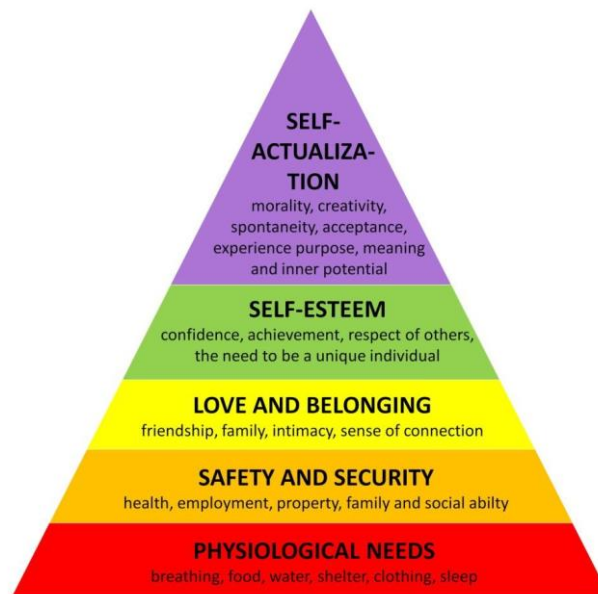 SELF-
ACTUALIZA-
TION
morality, creativity,
spontaneity, acceptance,
experience purpose, meaning
and inner potential
SELF-ESTEEM
confidence, achievement, respect of others,
the need to be a unique individual
LOVE AND BELONGING
friendship, family, intimacy, sense of connection
SAFETY AND SECURITY
health, employment, property, family and social abilty
PHYSIOLOGICAL NEEDS
breathing, food, water, shelter, clothing, sleep